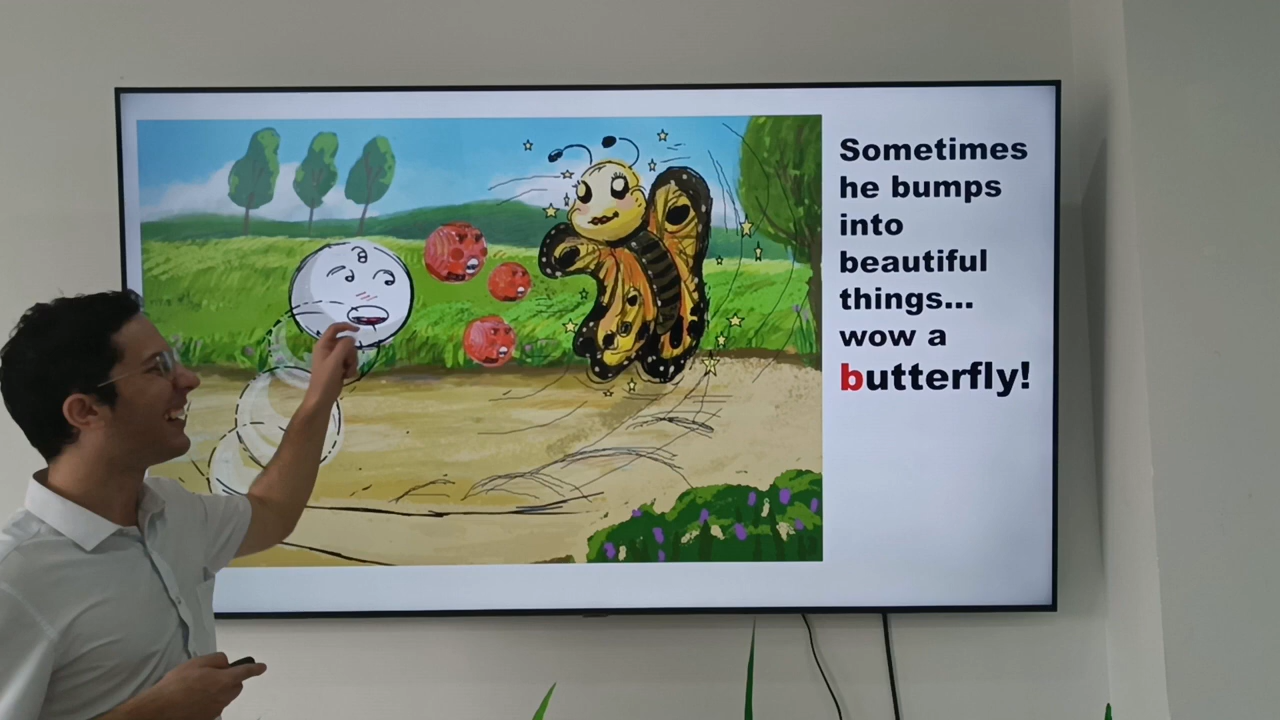 Sometimes
he bumps
into
beautiful
things...
wow a
butterfly!